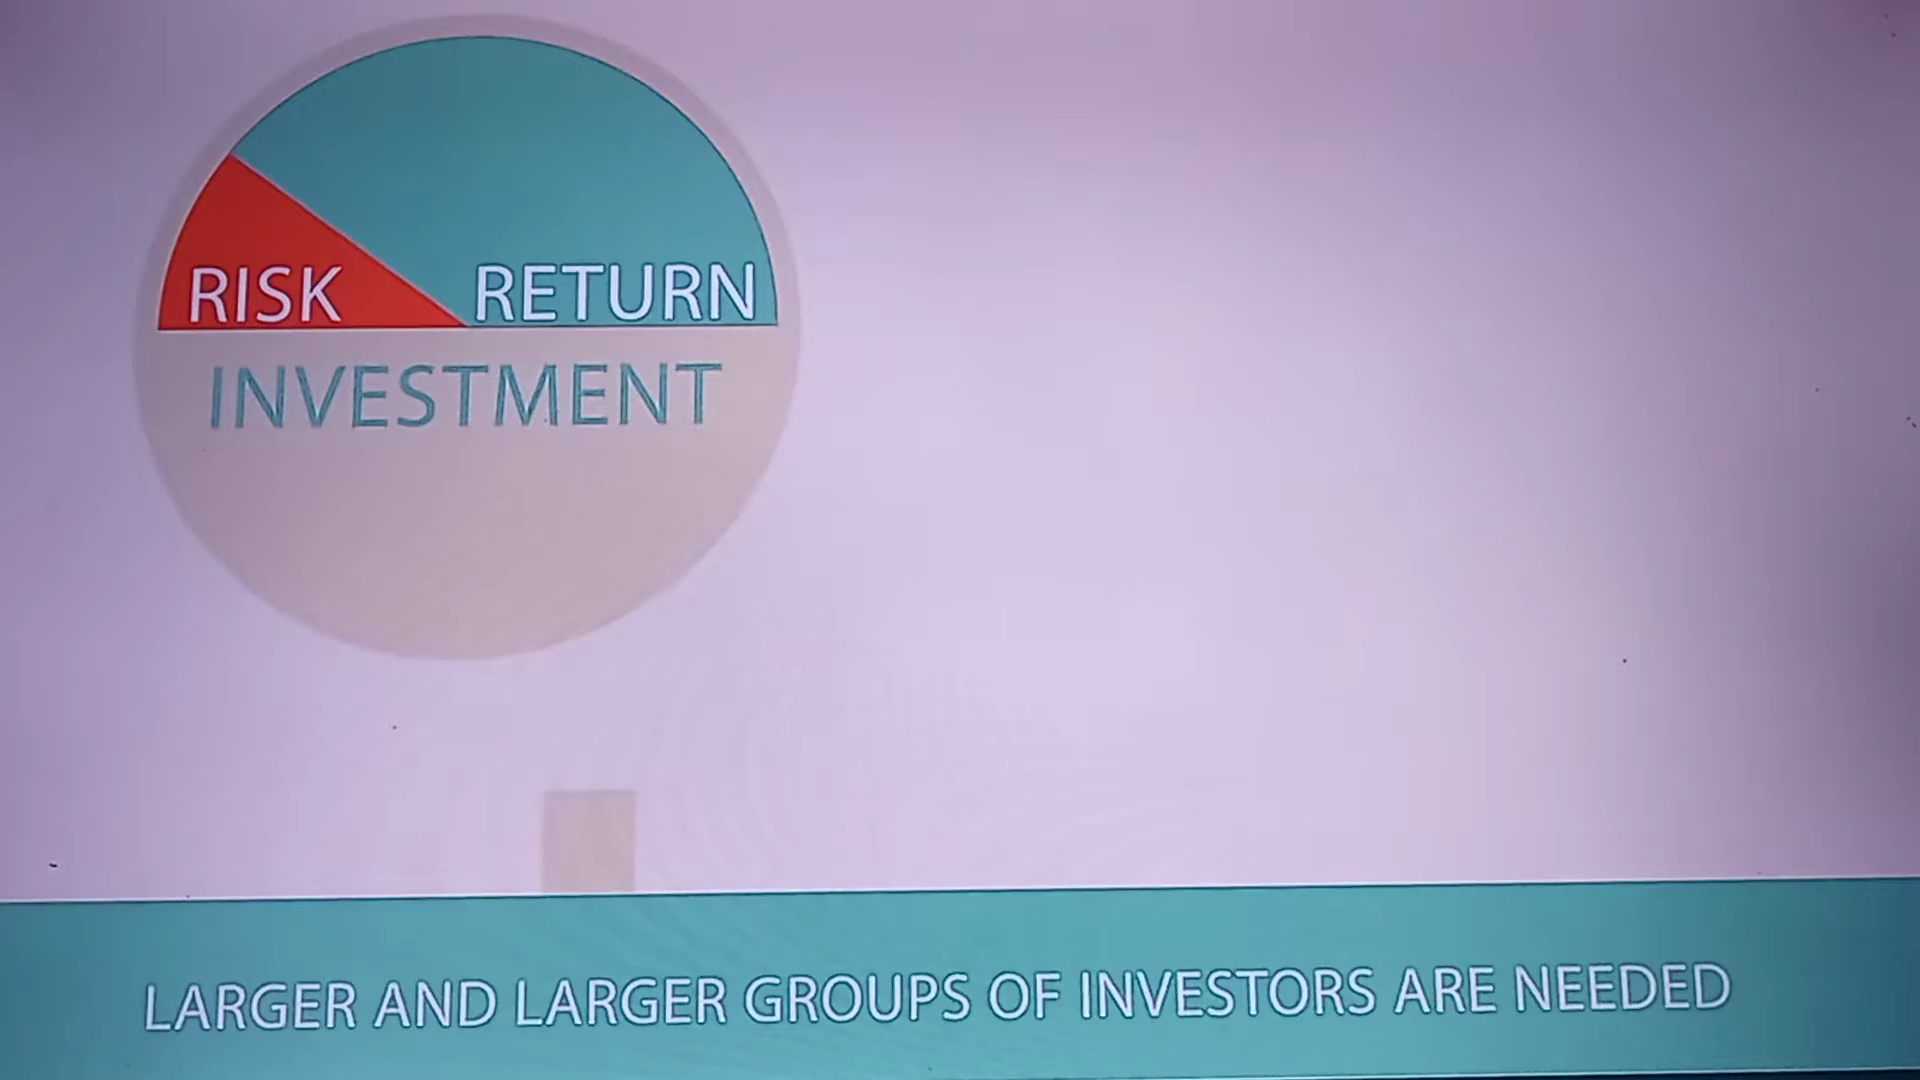 RISK RETURN
INVESTMENT
LARGER AND LARGER GROUPS OF INVESTORS ARE NEEDED